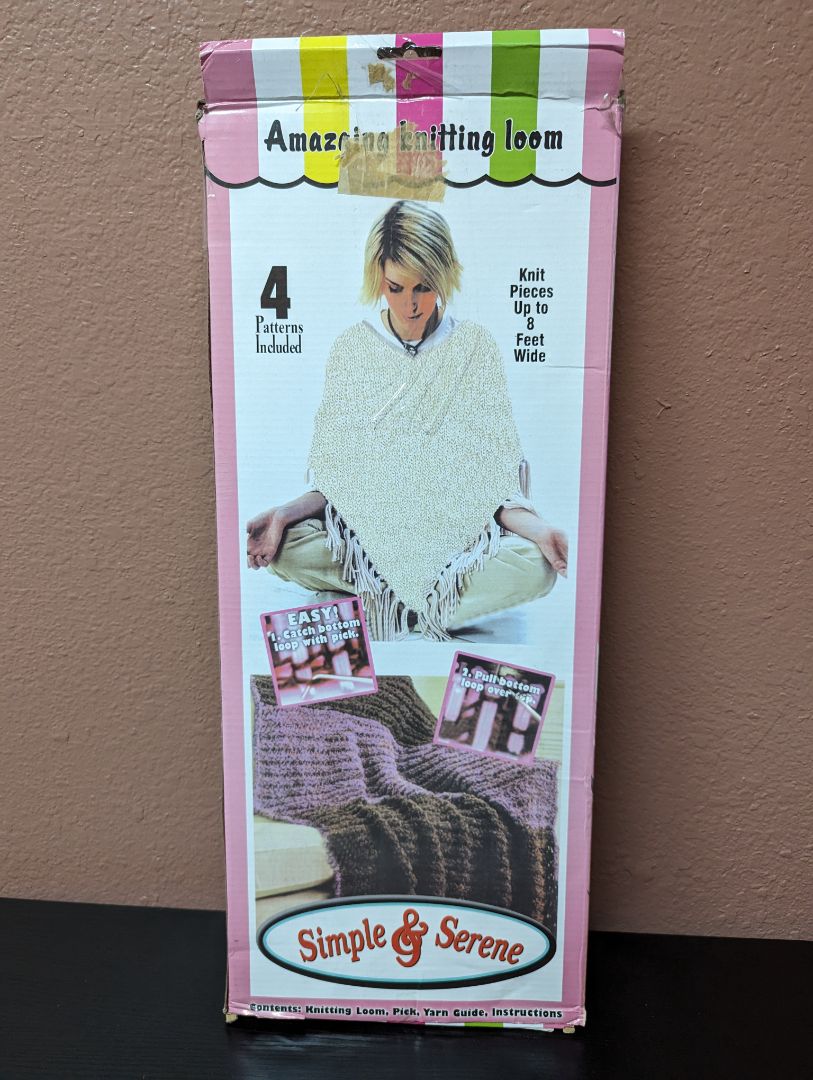 knitting loom
4
Patterns
Included
Knit
Pieces
Up to
8
Feet
Wide
EASY!
1. Catch bottom
loop with pick.
2. Pull bottom
loop over top.
Simple & Serene
Contents: Knitting Loom, Pick, Yarn Guide, Instructions